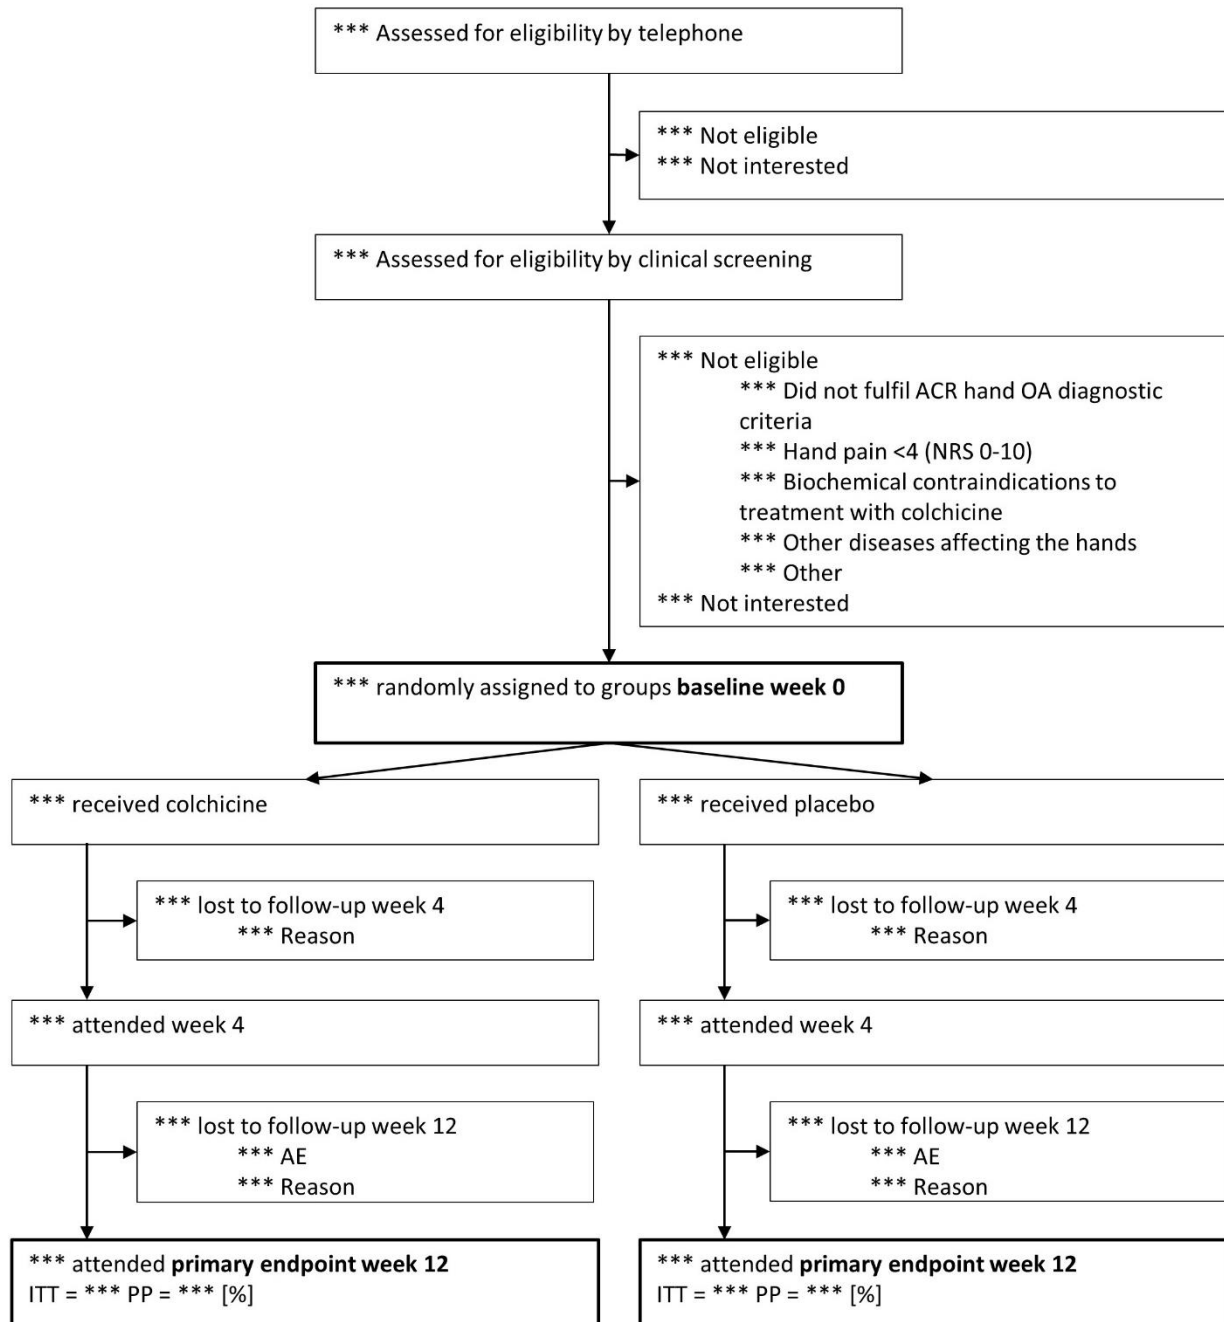 *** Assessed for eligibility by telephone
*** Not eligible
*** Not interested
*** Assessed for eligibility by clinical screening
*** Not eligible
*** Did not fulfil ACR hand OA diagnostic
criteria
*** Hand pain <4 (NRS 0-10)
*** Biochemical contraindications to
treatment with colchicine
*** Other diseases affecting the hands
*** Other
*** Not interested
*** randomly assigned to groups baseline week 0
*** received colchicine
*** received placebo
*** lost to follow-up week 4
*** Reason
*** lost to follow-up week 4
*** Reason
*** attended week 4
*** attended week 4
*** lost to follow-up week 12
*** AE
*** Reason
*** lost to follow-up week 12
*** AE
*** Reason
*** attended primary endpoint week 12
ITT = *** PP = *** [%]
*** attended primary endpoint week 12
ITT = *** PP = *** [%]